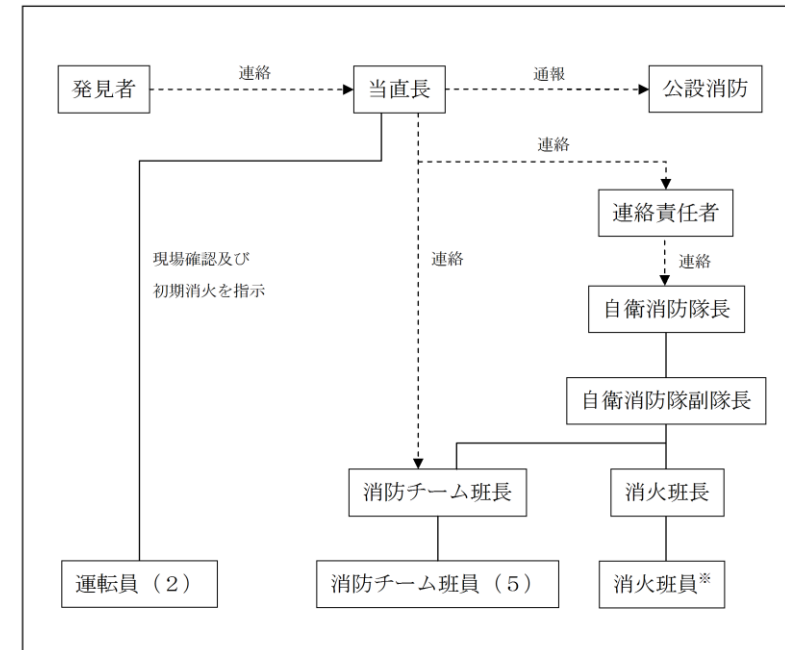 発見者
連絡
当直長
通報
公設消防
連絡
連絡責任者
現場確認及び
初期消火を指示
連絡
連絡
自衛消防隊長
自衛消防隊副隊長
消防チーム班長
消火班長
運転員(2)
消防チーム班員(5)
消火班員※